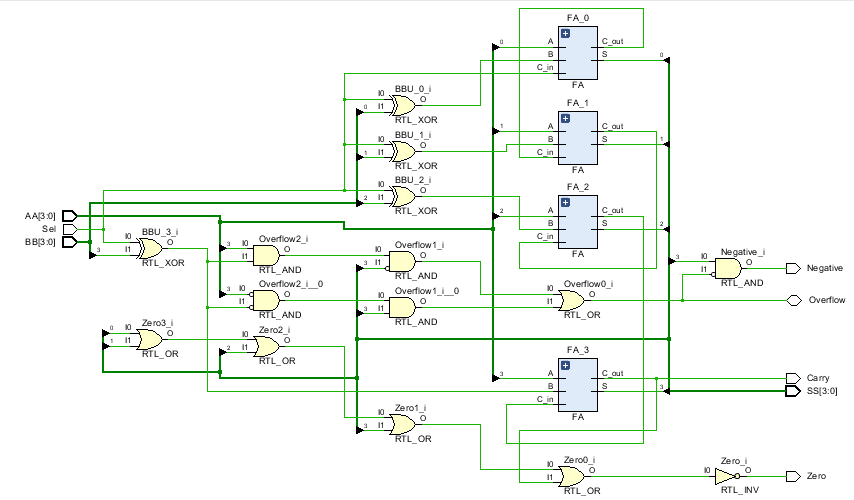 FA_0
0
A
C_out
0
B
S
C_in
FA
BBU_0_i
I0
O
0
I1
RTL_XOR
FA_1
1
A
C_out
B
S
1
C_in
FA
BBU_1_i
I0
O
1
I1
RTL_XOR
BBU_2_i
I0
O
2
I1
RTL_XOR
FA_2
2
A
C_out
B
S
2
C_in
FA
AA[3:0]
Sel
BB[3:0]
BBU_3_i
I0
O
3
I1
RTL_XOR
Overflow2_i
3
I0
O
I1
RTL_AND
Overflow1_i
I0
O
3
I1
RTL_AND
Negative_i
3
I0
O
I1
RTL_AND
Negative
Overflow2_i__0
3
I0
O
I1
RTL_AND
Overflow1_i__0
I0
O
3
I1
RTL_AND
Overflow0_i
I0
O
I1
RTL_OR
Overflow
Zero3_i
0
I0
O
1
I1
RTL_OR
Zero2_i
I0
O
2
I1
RTL_OR
FA_3
3
A
C_out
B
S
3
C_in
FA
Carry
SS[3:0]
Zero1_i
I0
O
3
I1
RTL_OR
Zero0_i
I0
O
I1
RTL_OR
Zero_i
I0
O
RTL_INV
Zero